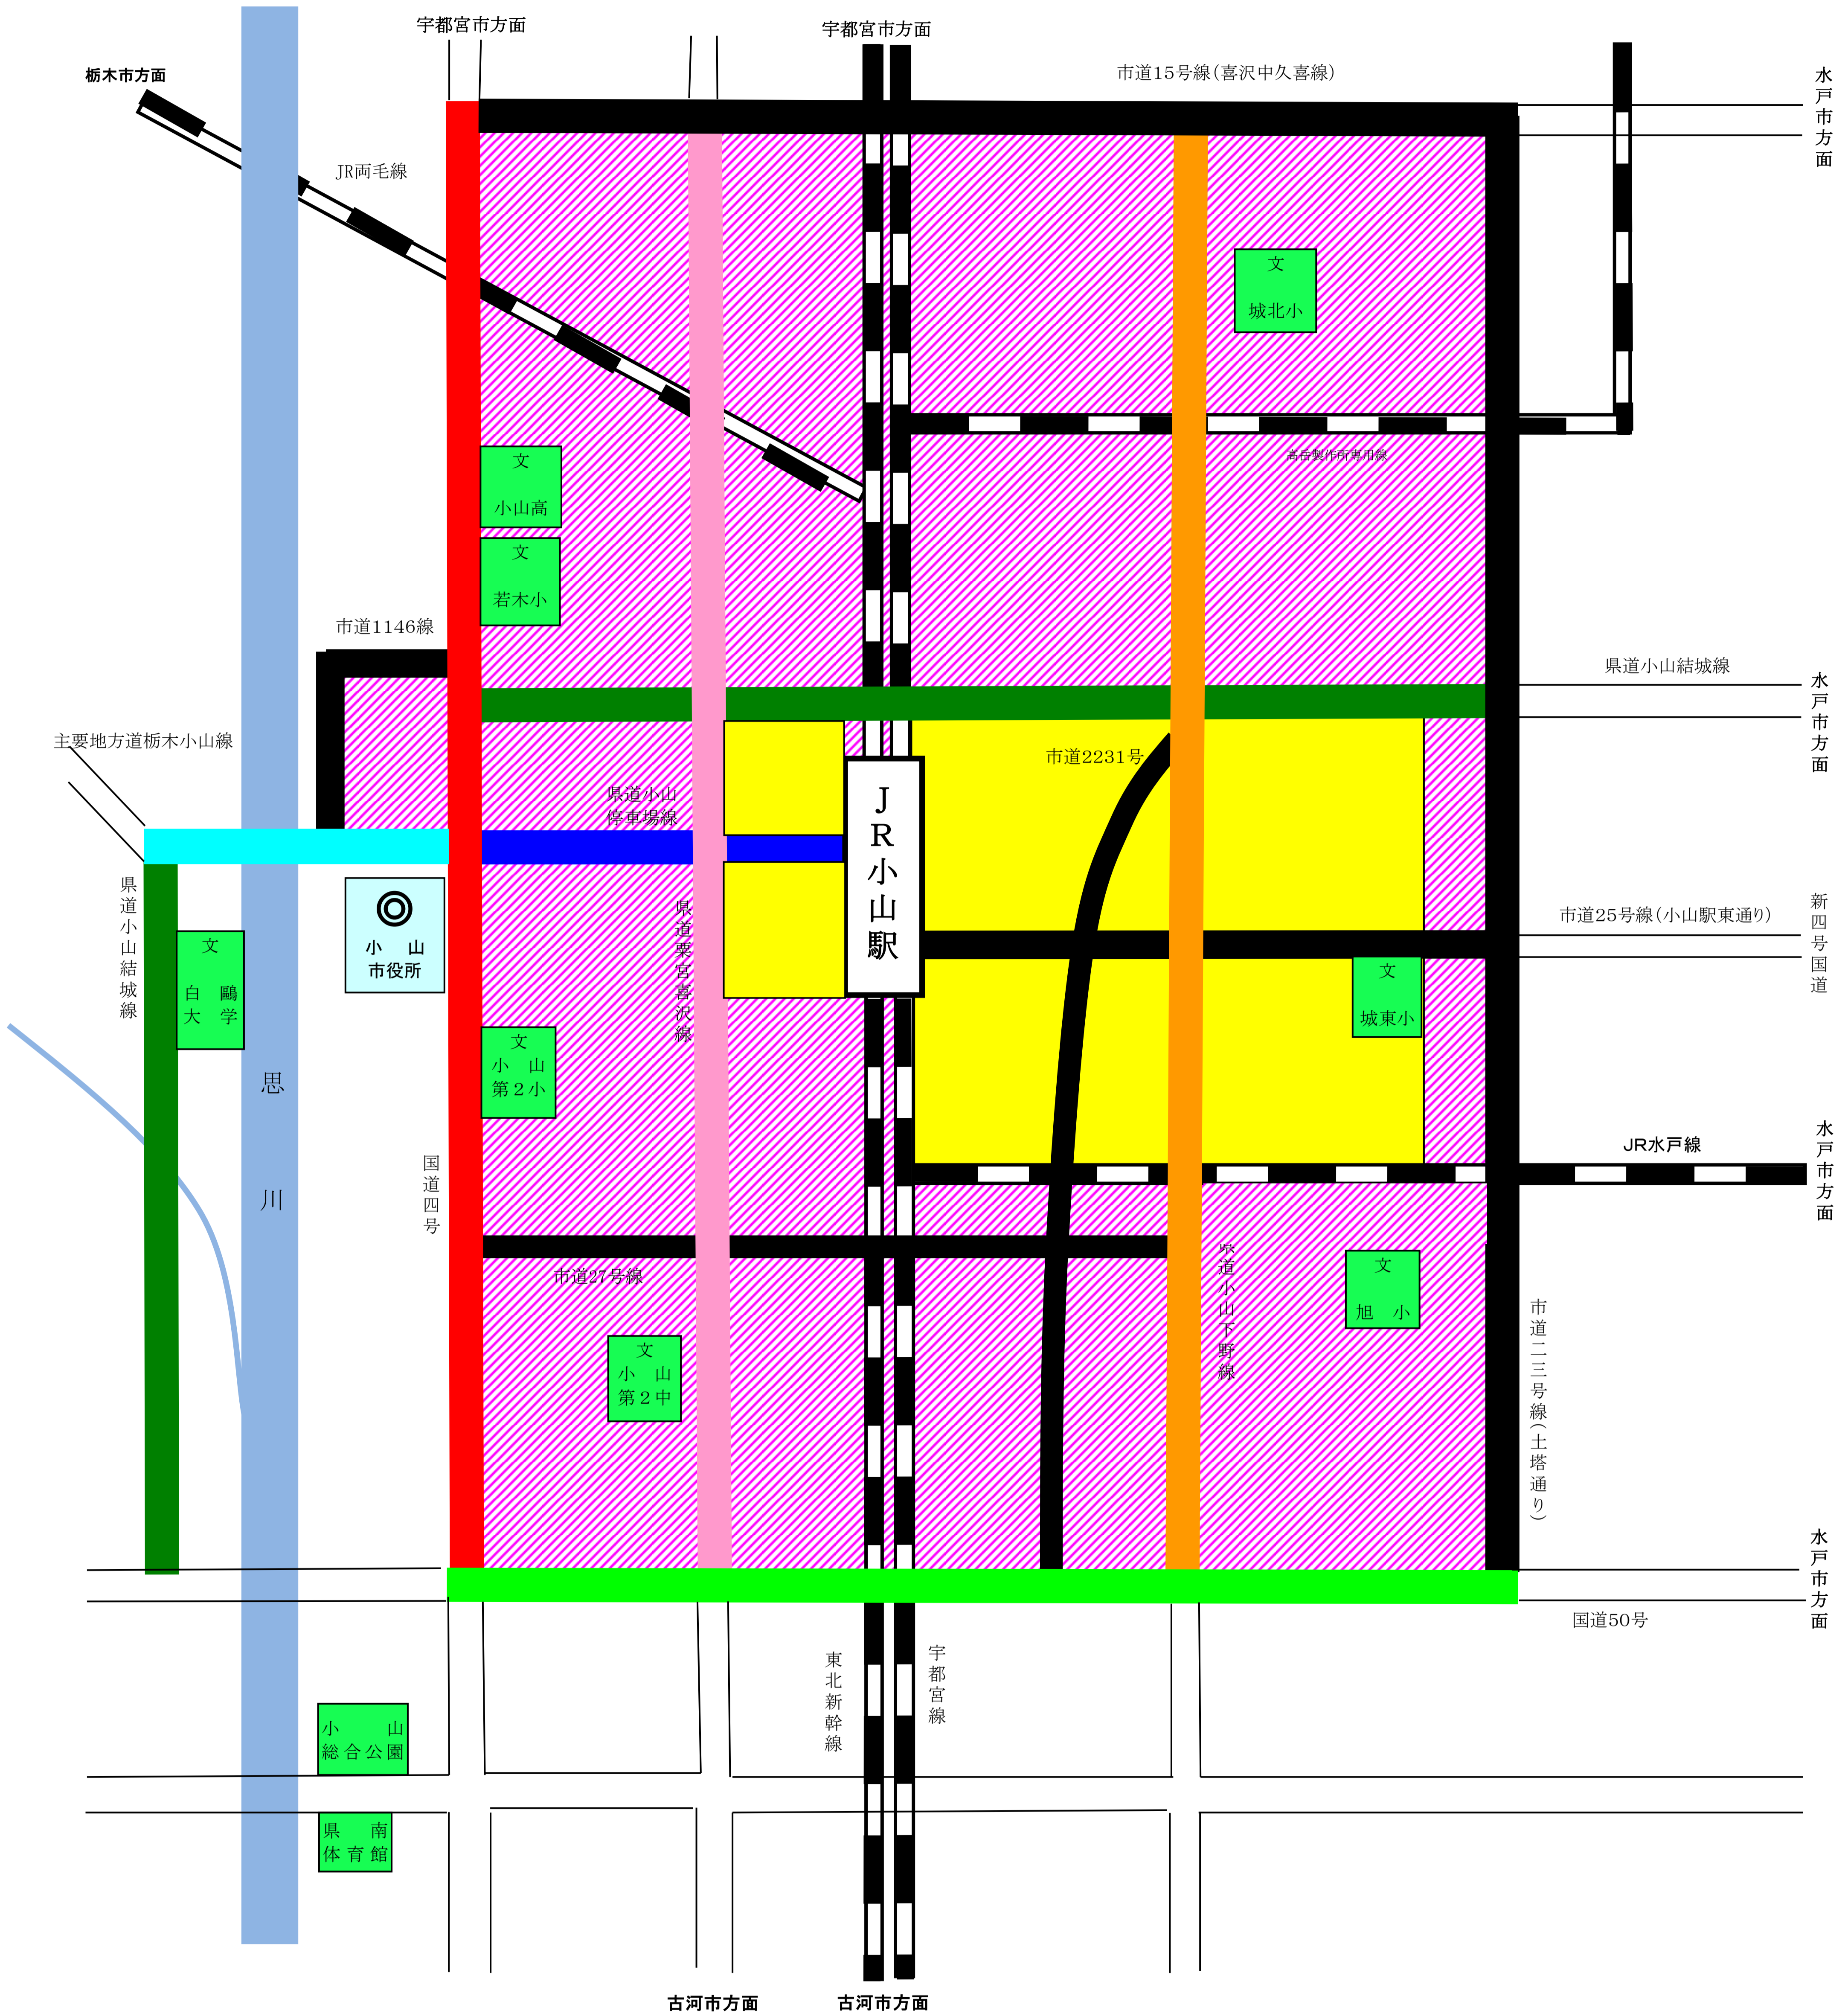 宇都宮市方面
宇都宮市方面
栃木市方面
市道15号線(喜沢中久喜線)
水戸市方面
JR両毛線
文
城北小
高岳製作所専用線
文
小山高
文
若木小
市道1146線
県道小山結城線
水戸市方面
主要地方道栃木小山線
市道2231号
県道小山
停車場線
JR小山駅
県道小山結城線
文
白鷗
大学
小山
市役所
県道粟宮喜沢線
市道25号線(小山駅東通り)
新四号国道
文
城東小
思川
文
小山
第2小
国道四号
JR水戸線
水戸市方面
市道27号線
県道小山下野線
文
旭小
市道二三号線(土塔通り)
文
小山
第2中
水戸市方面
国道50号
東北新幹線
宇都宮線
小山
総合公園
県南
体育館
古河市方面
古河市方面